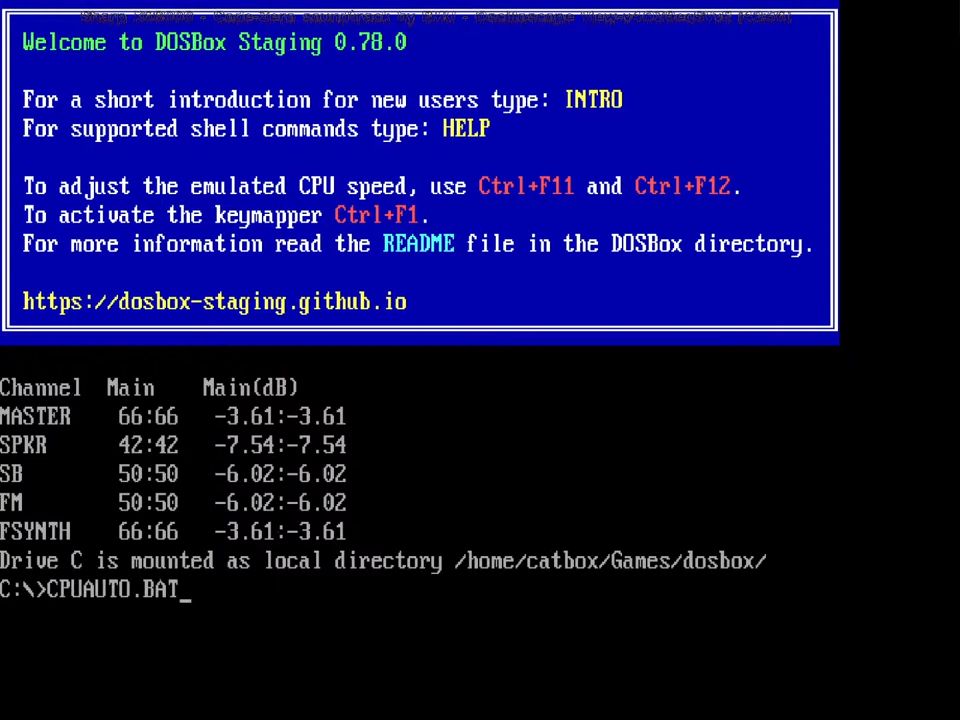 Welcome to DOSBox Staging 0.78.0
For a short introduction for new users type: INTRO
For supported shell commands type: HELP
To adjust the emulated CPU speed, use Ctrl+F11 and Ctrl+F12.
To activate the keymapper Ctrl+F1.
For more information read the README file in the DOSBox directory.
https://dosbox-staging.github.io
Channel Main Main(dB)
MASTER 66:66 -3.61:-3.61
SPKR 42:42 -7.54:-7.54
SB 50:50 -6.02:-6.02
FM 50:50 -6.02:-6.02
FSYNTH 66:66 -3.61:-3.61
Drive C is mounted as local directory /home/catbox/Games/dosbox/
C:\>CPUAUTO.BAT_